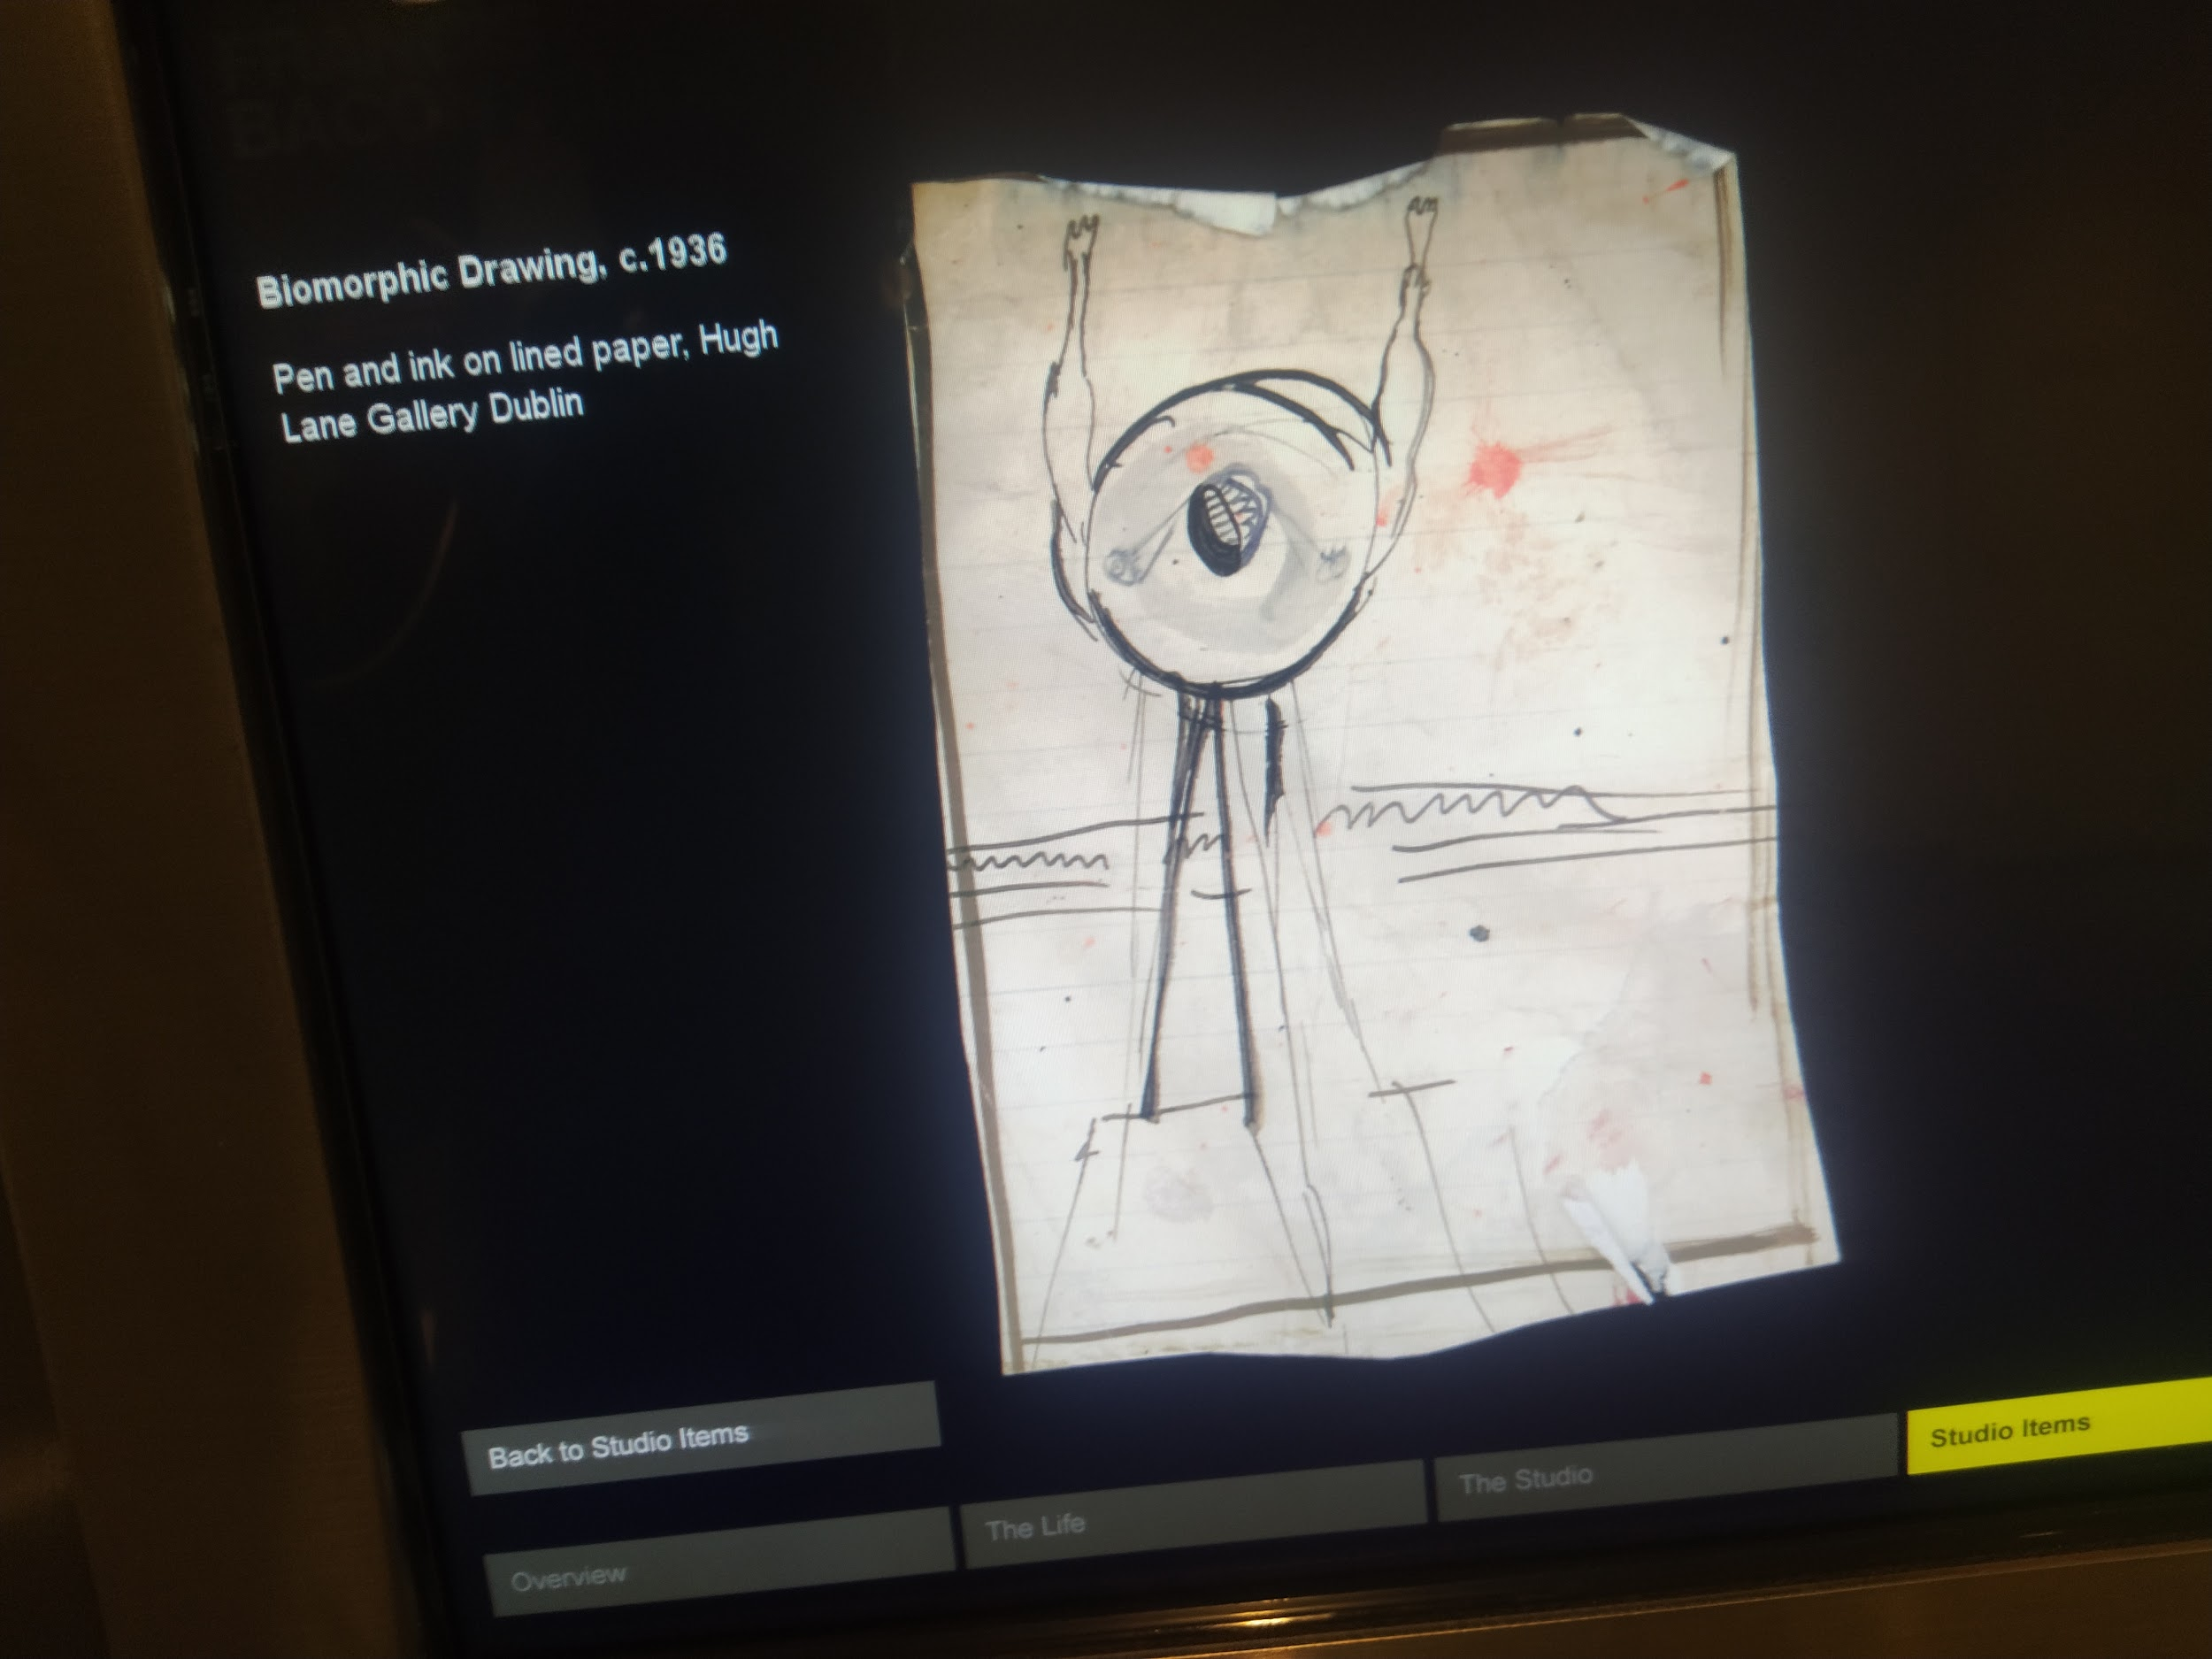 Biomorphic Drawing, c.1936
Pen and ink on lined paper, Hugh
Lane Gallery Dublin
Back to Studio Items
Overview
The Life
The Studio
Studio Items